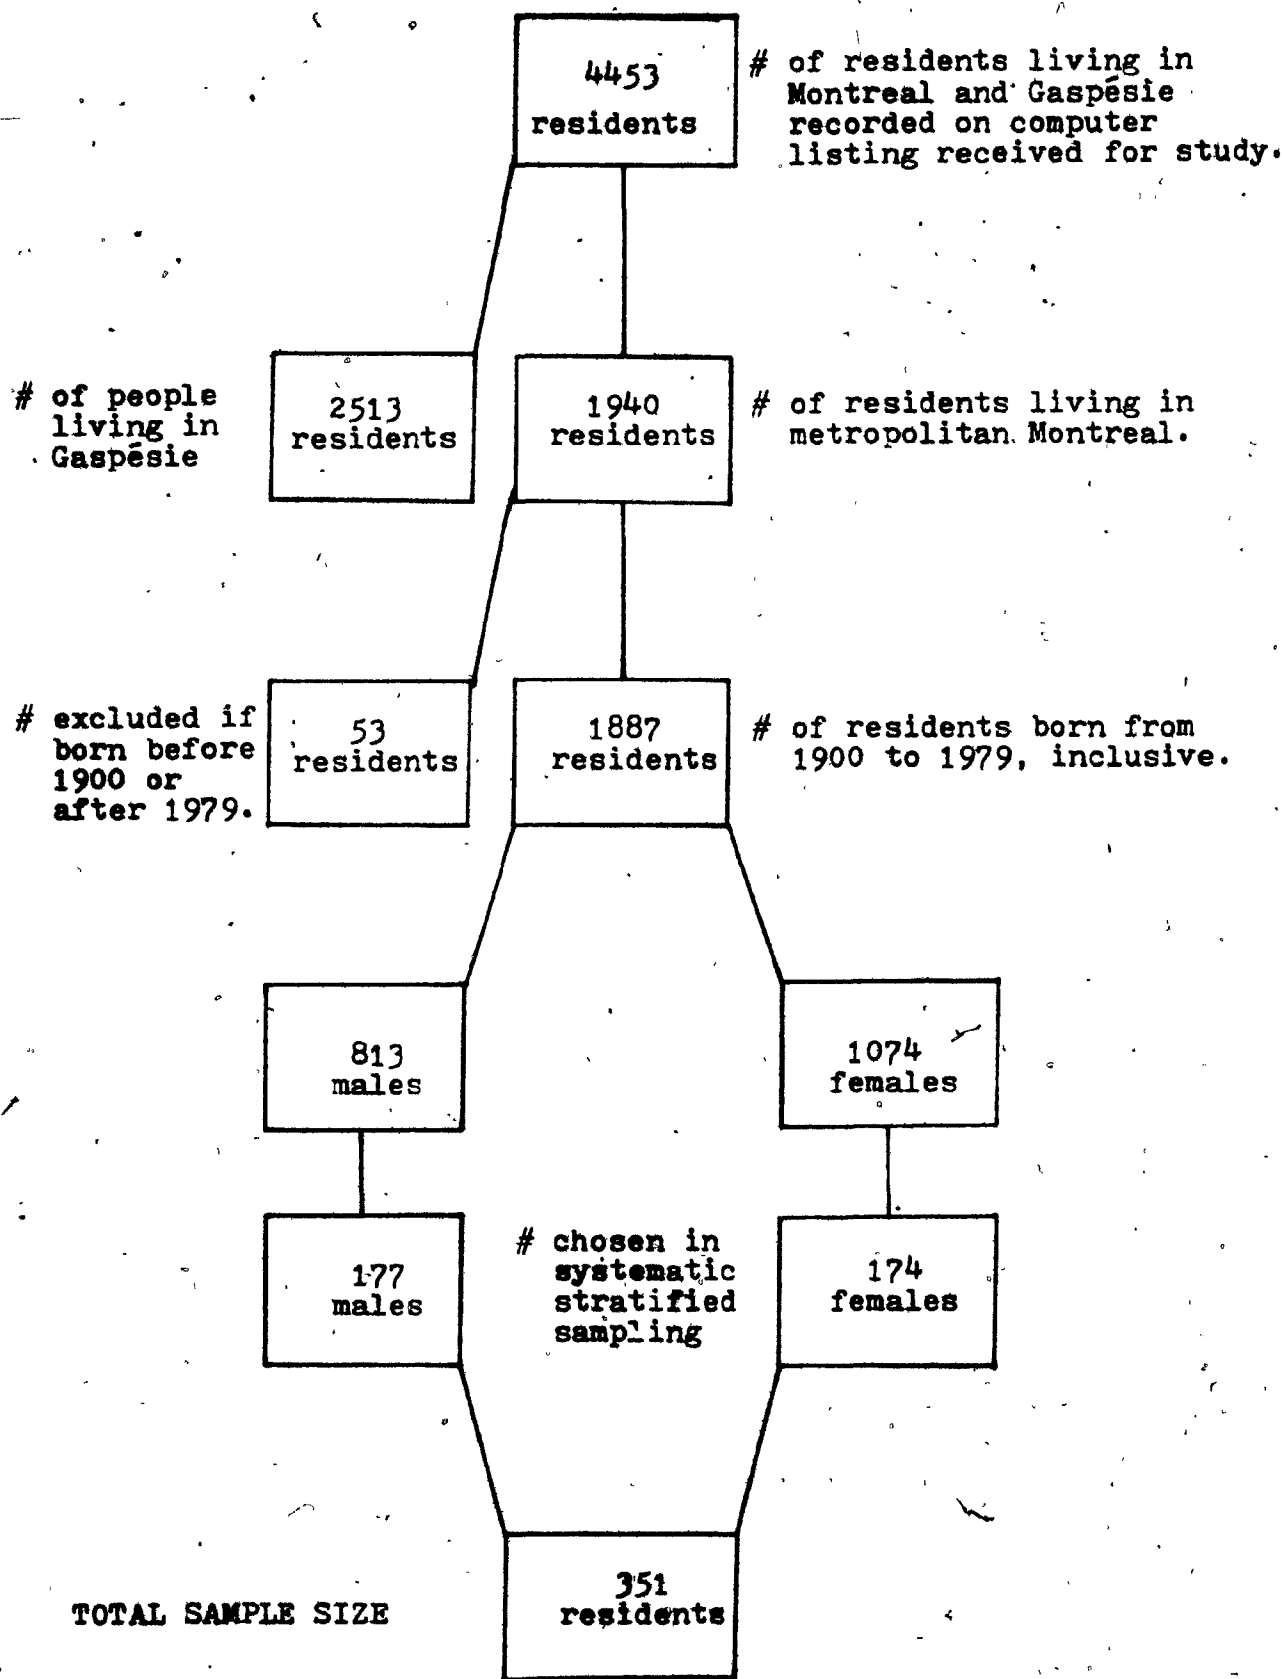 4453
residents
# of residents living in
Montreal and Gaspésie
recorded on computer
listing received for study.
# of people
living in
Gaspésie
2513
residents
1940
residents
# of residents living in
metropolitan Montreal.
# excluded if
born before
1900 or
after 1979.
53
residents
1887
residents
# of residents born from
1900 to 1979, inclusive.
813
males
1074
females
177
males
# chosen in
systematic
stratified
sampling
174
females
TOTAL SAMPLE SIZE
351
residents